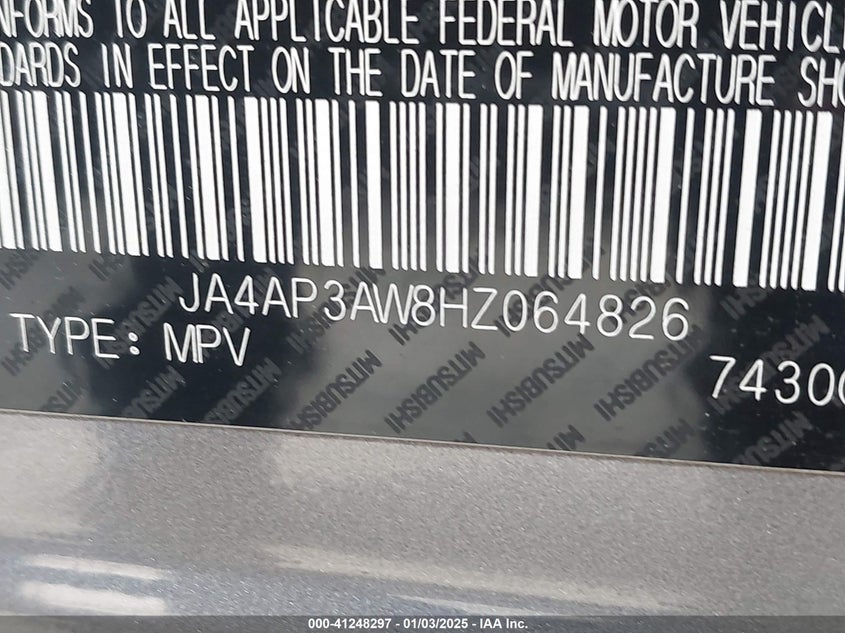 NFORMS TO ALL APPLICABLE FEDERAL MOTOR VEHICL
DARDS IN EFFECT ON THE DATE OF MANUFACTURE SHO
JA4AP3AW8HZ064826
TYPE: MPV
7430
MITSUBISHI
000-41248297 - 01/03/2025 - IAA Inc.